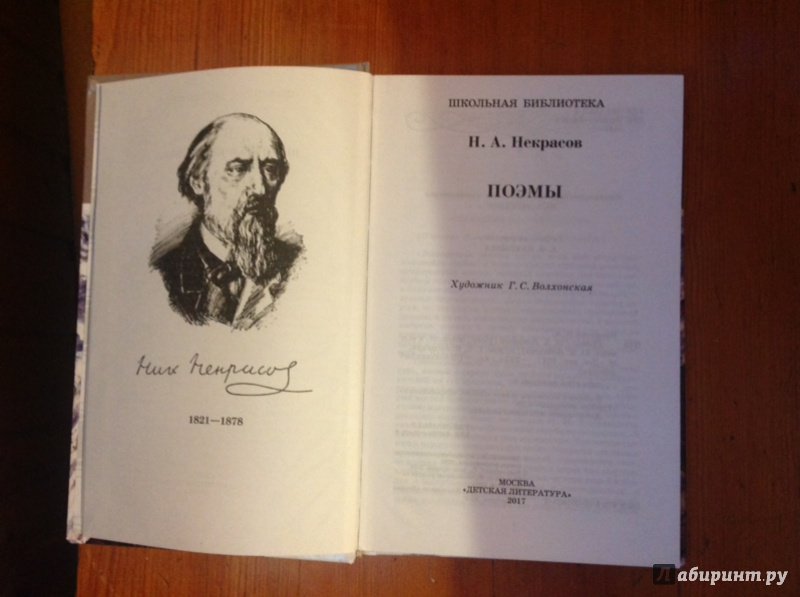 Ник Некрасов
1821—1878
ШКОЛЬНАЯ БИБЛИОТЕКА
Н. А. Некрасов
ПОЭМЫ
Художник Г. С. Волхонская
МОСКВА
«ДЕТСКАЯ ЛИТЕРАТУРА»
2017
Лабиринт.ру